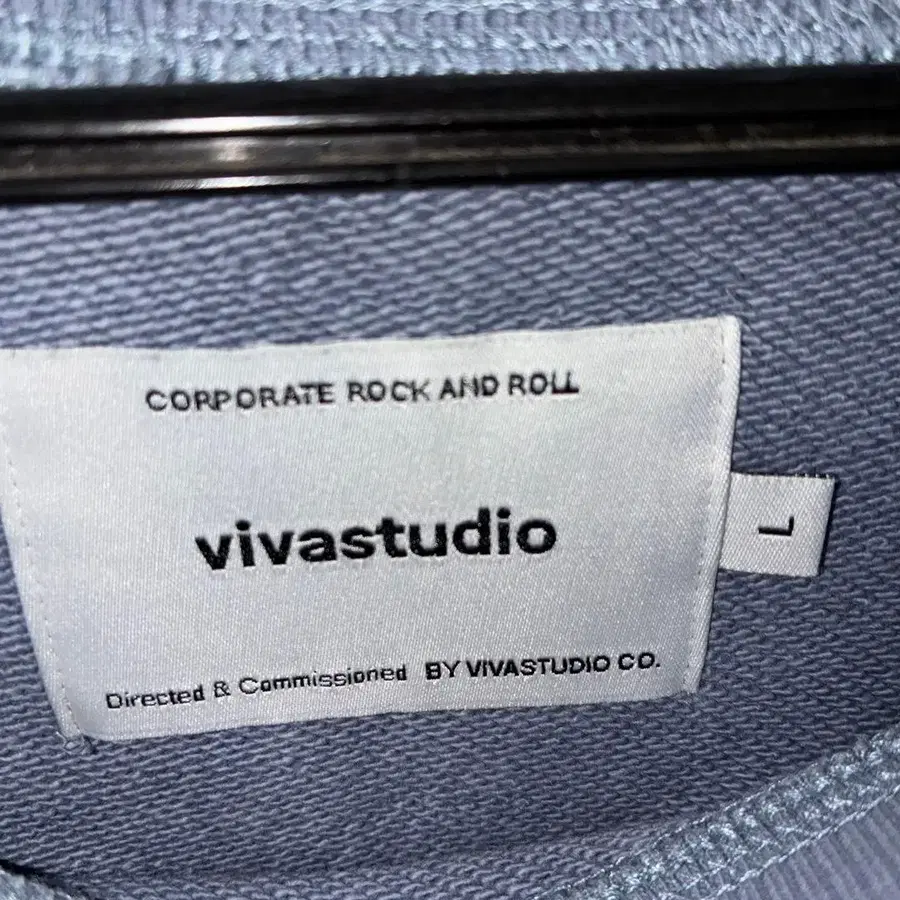 CORPORATE ROCK AND ROLL
vivastudio
L
Directed & Commissioned BY VIVASTUDIO CO.